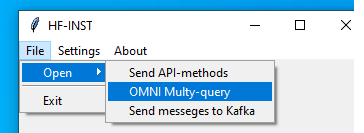 HF-INST
File Settings About
Open Send API-methods
OMNI Multy-query
Exit Send messeges to Kafka